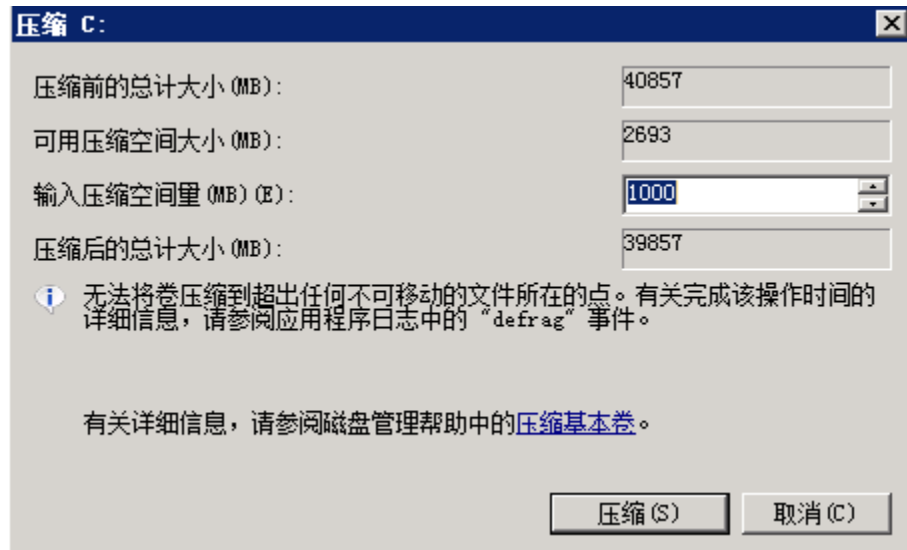 压缩 C:
压缩前的总计大小(MB): 40857
可用压缩空间大小(MB): 2693
输入压缩空间量(MB)(E): 1000
压缩后的总计大小(MB): 39857
无法将卷压缩到超出任何不可移动的文件所在的点。有关完成该操作时间的
详细信息，请参阅应用程序日志中的“defrag”事件。
有关详细信息，请参阅磁盘管理帮助中的压缩基本卷。
压缩(S) 取消(C)